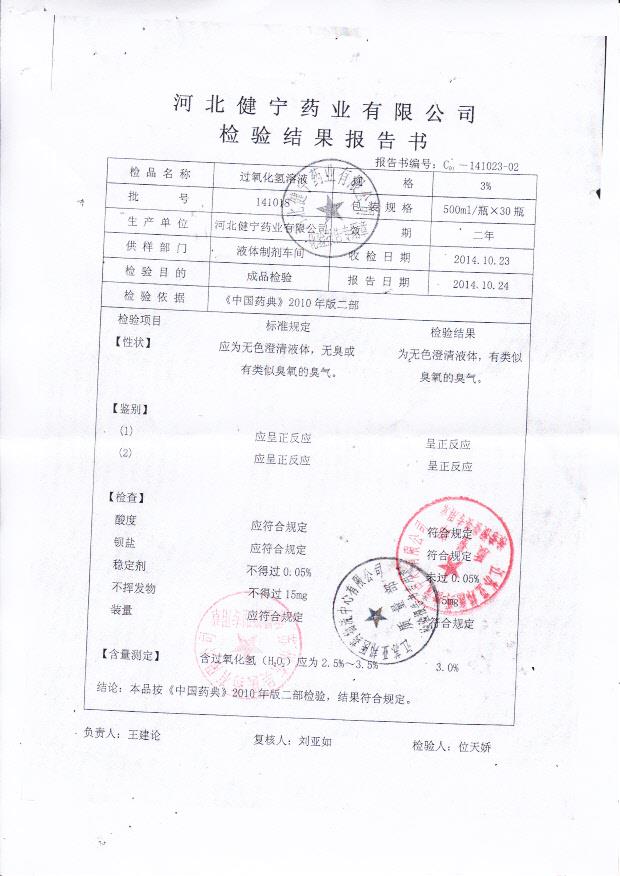 河北健宁药业有限公司
检验结果报告书
报告书编号：C01－141023-02
检品名称 过氧化氢溶液 规格 3%
批号 141018 包装规格 500ml/瓶×30瓶
生产单位 河北健宁药业有限公司 效期 二年
供样部门 液体制剂车间 收检日期 2014.10.23
检验目的 成品检验 报告日期 2014.10.24
检验依据 《中国药典》2010年版二部
检验项目 标准规定 检验结果
【性状】 应为无色澄清液体，无臭或 为无色澄清液体，有类似
有类似臭氧的臭气。 臭氧的臭气。
【鉴别】
(1) 应呈正反应 呈正反应
(2) 应呈正反应 呈正反应
【检查】
酸度 应符合规定 符合规定
钡盐 应符合规定 符合规定
稳定剂 不得过0.05% 未过0.05%
不挥发物 不得过15mg 15mg
装量 应符合规定 符合规定
【含量测定】 含过氧化氢（H₂O₂）应为2.5%~3.5% 3.0%
结论：本品按《中国药典》2010年版二部检验，结果符合规定。
负责人：王建论 复核人：刘亚如 检验人：位天娇